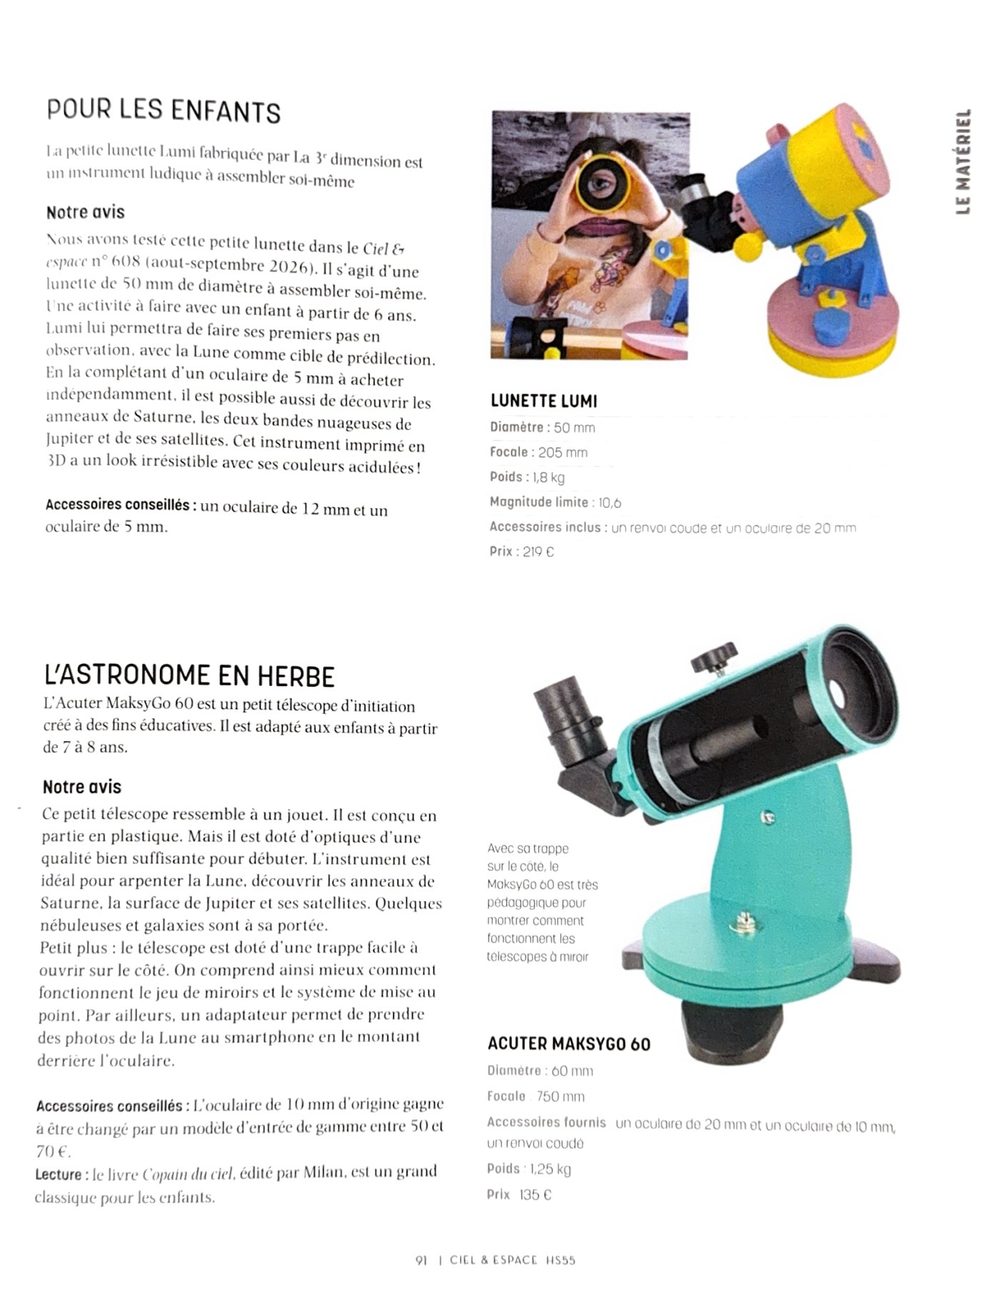 LE MATÉRIEL
POUR LES ENFANTS
La petite lunette Lumi fabriquée par La 3e dimension est
un instrument ludique à assembler soi-même
Notre avis
Nous avons testé cette petite lunette dans le Ciel &
espace n° 608 (aout-septembre 2026). Il s'agit d'une
lunette de 50 mm de diamètre à assembler soi-même.
Une activité à faire avec un enfant à partir de 6 ans.
Lumi lui permettra de faire ses premiers pas en
observation, avec la Lune comme cible de prédilection.
En la complétant d'un oculaire de 5 mm à acheter
indépendamment, il est possible aussi de découvrir les
anneaux de Saturne, les deux bandes nuageuses de
Jupiter et de ses satellites. Cet instrument imprimé en
3D a un look irrésistible avec ses couleurs acidulées !
Accessoires conseillés : un oculaire de 12 mm et un
oculaire de 5 mm.
LUNETTE LUMI
Diamètre : 50 mm
Focale : 205 mm
Poids : 1,8 kg
Magnitude limite : 10,6
Accessoires inclus : un renvoi coudé et un oculaire de 20 mm
Prix : 219 €
L'ASTRONOME EN HERBE
L'Acuter MaksyGo 60 est un petit télescope d'initiation
créé à des fins éducatives. Il est adapté aux enfants à partir
de 7 à 8 ans.
Notre avis
Ce petit télescope ressemble à un jouet. Il est conçu en
partie en plastique. Mais il est doté d'optiques d'une
qualité bien suffisante pour débuter. L'instrument est
idéal pour arpenter la Lune, découvrir les anneaux de
Saturne, la surface de Jupiter et ses satellites. Quelques
nébuleuses et galaxies sont à sa portée.
Petit plus : le télescope est doté d'une trappe facile à
ouvrir sur le côté. On comprend ainsi mieux comment
fonctionnent le jeu de miroirs et le système de mise au
point. Par ailleurs, un adaptateur permet de prendre
des photos de la Lune au smartphone en le montant
derrière l'oculaire.
Accessoires conseillés : L'oculaire de 10 mm d'origine gagne
à être changé par un modèle d'entrée de gamme entre 50 et
70 €.
Lecture : le livre Copain du ciel, édité par Milan, est un grand
classique pour les enfants.
Avec sa trappe
sur le côté, le
MaksyGo 60 est très
pédagogique pour
montrer comment
fonctionnent les
télescopes à miroir
ACUTER MAKSYGO 60
Diamètre : 60 mm
Focale : 750 mm
Accessoires fournis : un oculaire de 20 mm et un oculaire de 10 mm,
un renvoi coudé
Poids : 1,25 kg
Prix : 135 €
91 | CIEL & ESPACE HS55